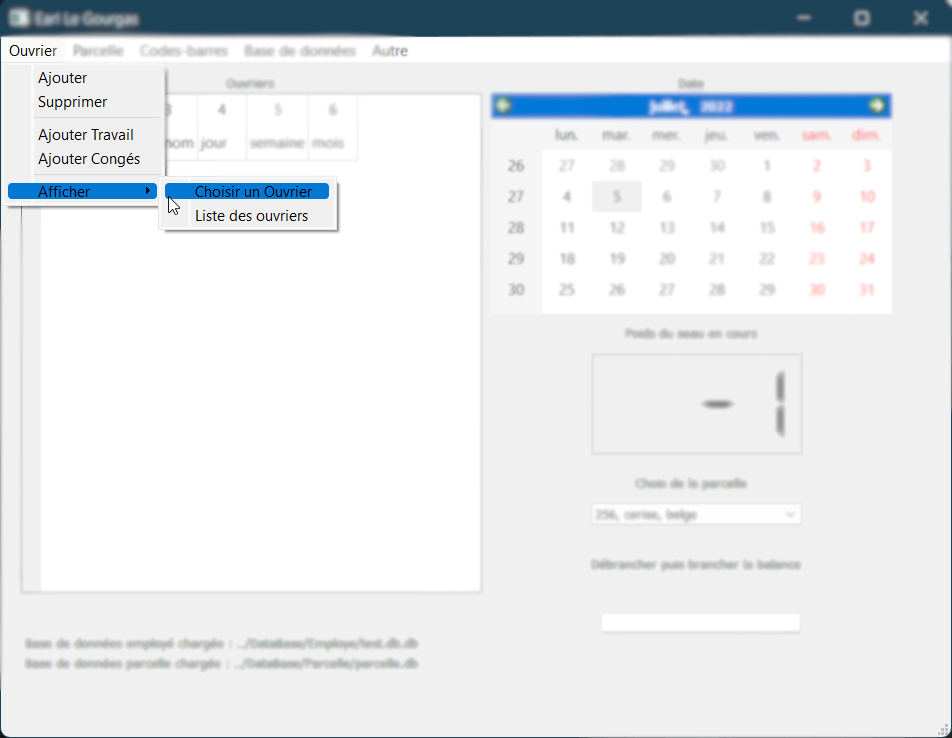 Earl Le Gourgas
Ouvrier Parcelle Codes-barres Base de données Autre
Ajouter
Supprimer
Ajouter Travail
Ajouter Congés
Afficher
Choisir un Ouvrier
Liste des ouvriers
Ouvriers
3 4 5 6
nom jour semaine mois
Date
juillet, 2022
lun. mar. mer. jeu. ven. sam. dim.
26 27 28 29 30 1 2 3
27 4 5 6 7 8 9 10
28 11 12 13 14 15 16 17
29 18 19 20 21 22 23 24
30 25 26 27 28 29 30 31
Poids du seau en cours
-1
Choix de la parcelle
256, cerise, belge
Débrancher puis brancher la balance
Base de données employé chargée : ../DataBase/Employe/test.db.db
Base de données parcelle chargée : ../DataBase/Parcelle/parcelle.db